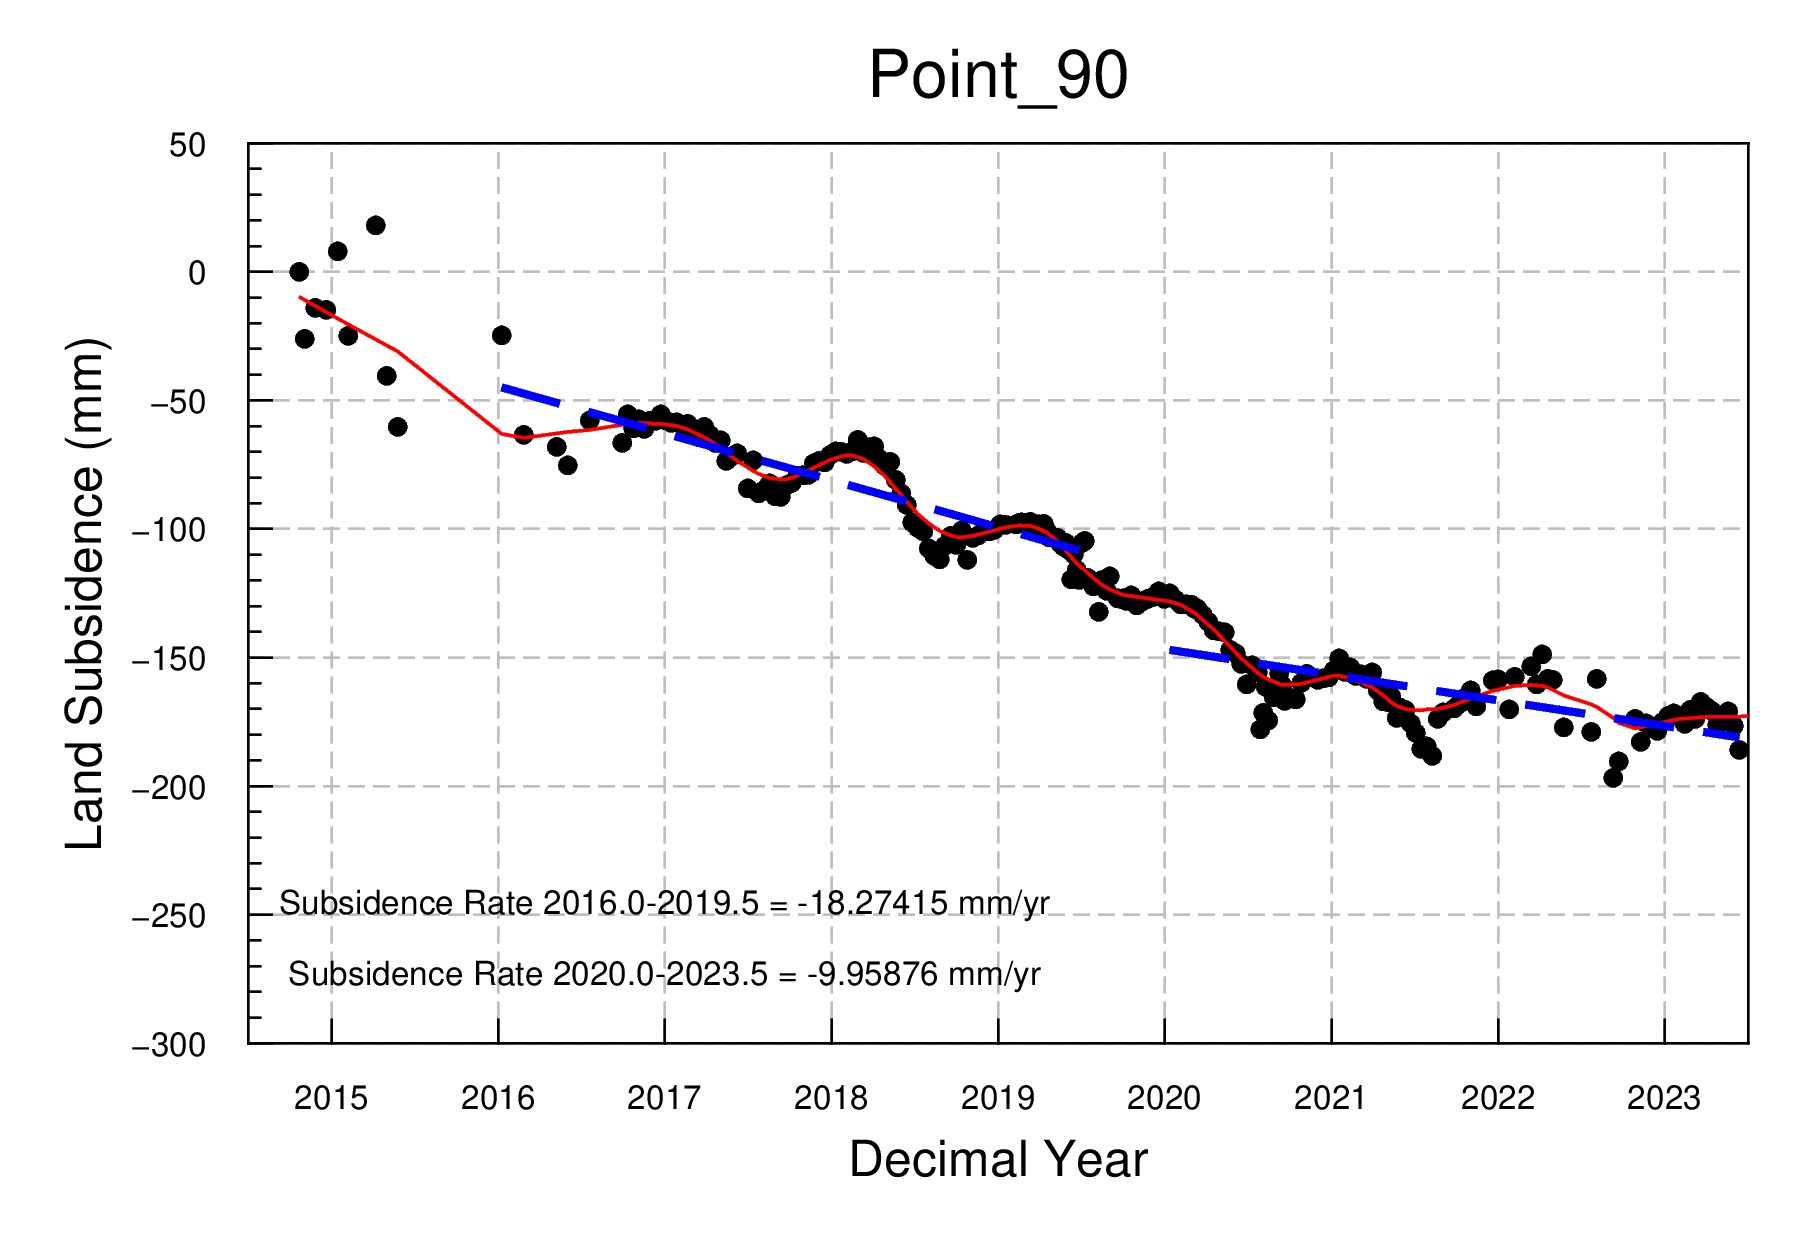 Point_90
50
0
−50
−100
−150
−200
−250
−300
Land Subsidence (mm)
Subsidence Rate 2016.0-2019.5 = -18.27415 mm/yr
Subsidence Rate 2020.0-2023.5 = -9.95876 mm/yr
2015 2016 2017 2018 2019 2020 2021 2022 2023
Decimal Year